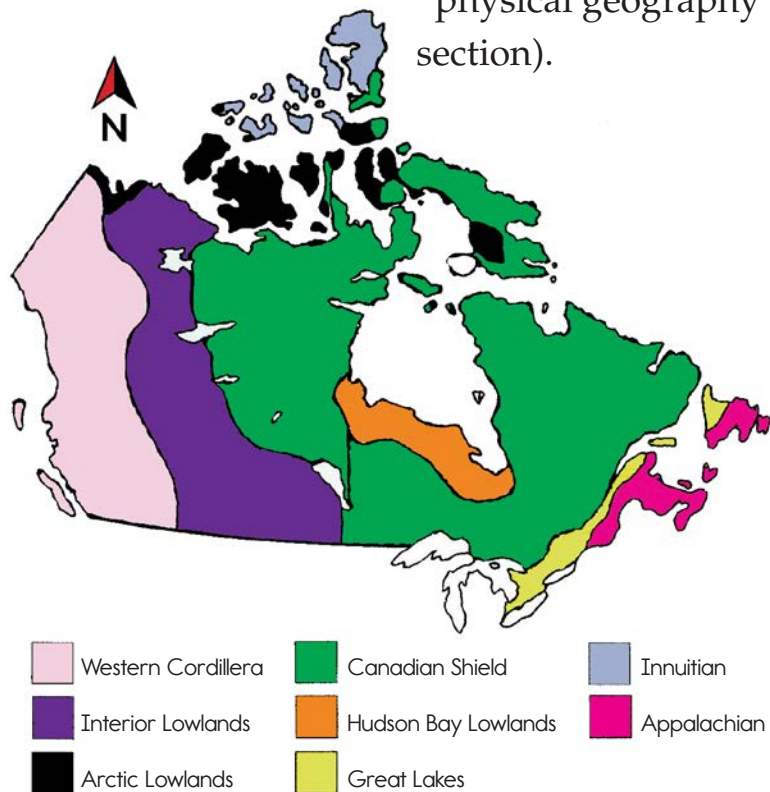 physical geography
section).
N
Western Cordillera
Canadian Shield
Innuitian
Interior Lowlands
Hudson Bay Lowlands
Appalachian
Arctic Lowlands
Great Lakes